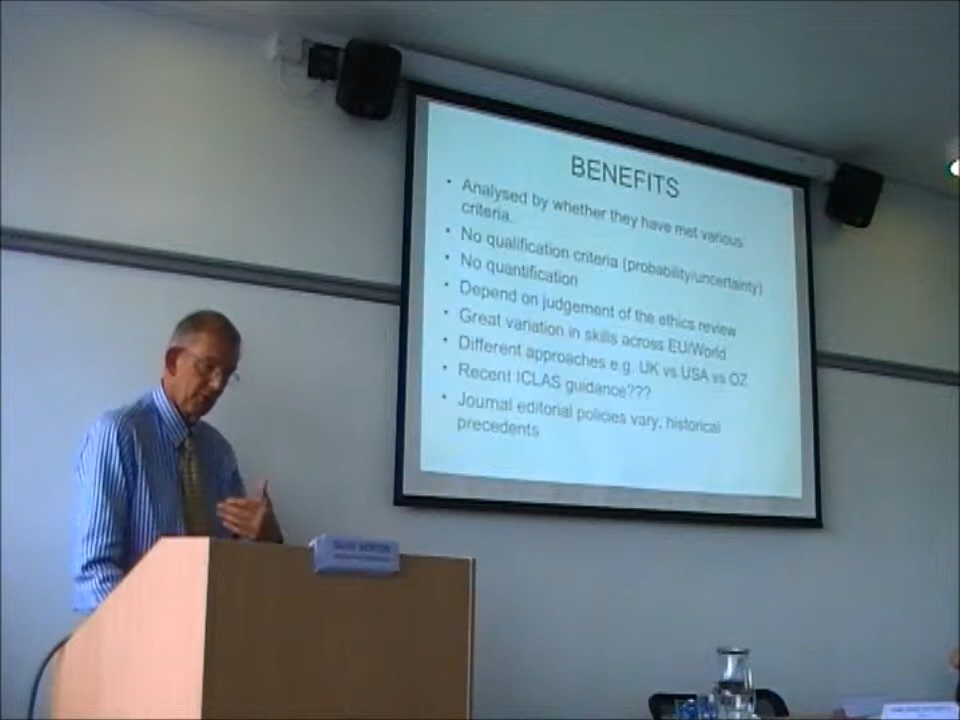 BENEFITS
• Analysed by whether they have met various
criteria.
• No qualification criteria (probability/uncertainty)
• No quantification
• Depend on judgement of the ethics review
• Great variation in skills across EU/World
• Different approaches e.g. UK vs USA vs OZ
• Recent ICLAS guidance???
• Journal editorial policies vary, historical
precedents